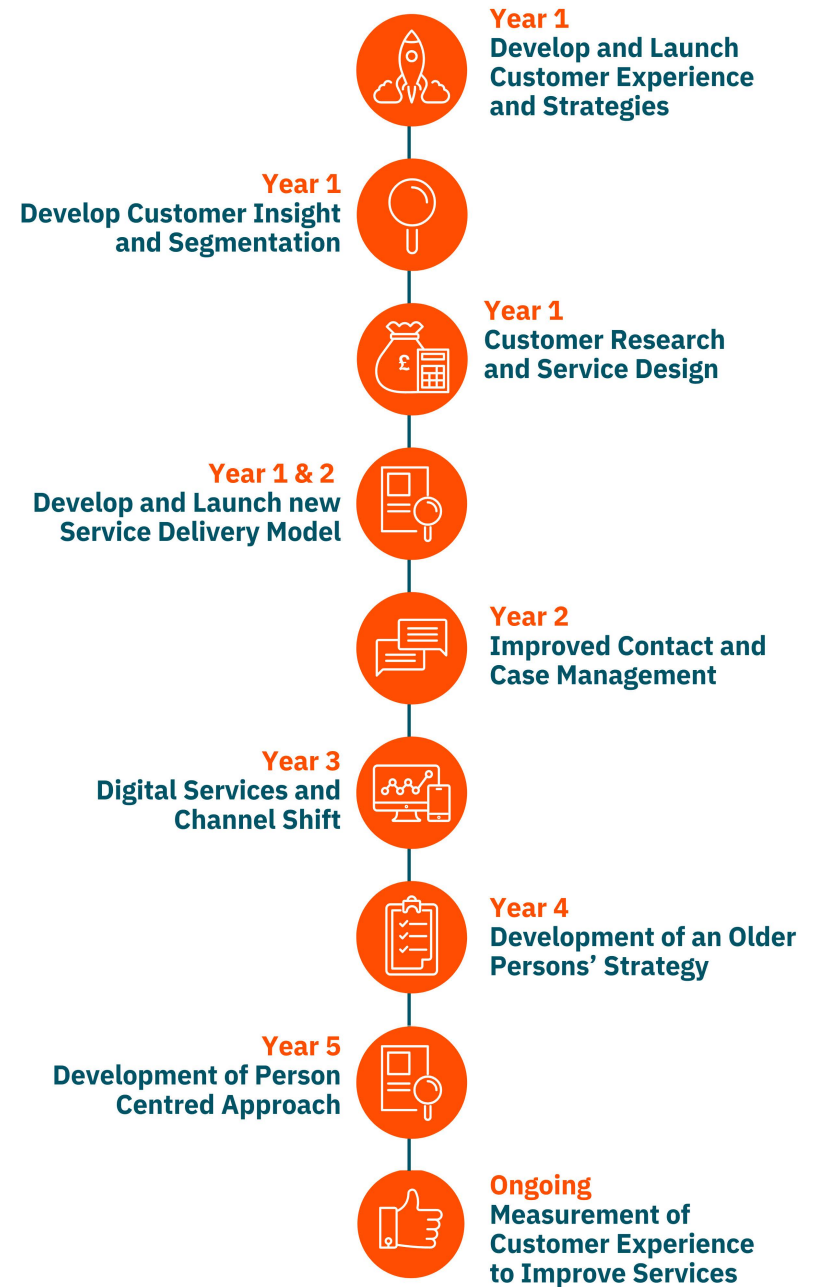 Year 1
Develop and Launch
Customer Experience
and Strategies
Year 1
Develop Customer Insight
and Segmentation
Year 1
Customer Research
and Service Design
£
Year 1 & 2
Develop and Launch new
Service Delivery Model
Year 2
Improved Contact and
Case Management
Year 3
Digital Services and
Channel Shift
Year 4
Development of an Older
Persons’ Strategy
Year 5
Development of Person
Centred Approach
Ongoing
Measurement of
Customer Experience
to Improve Services